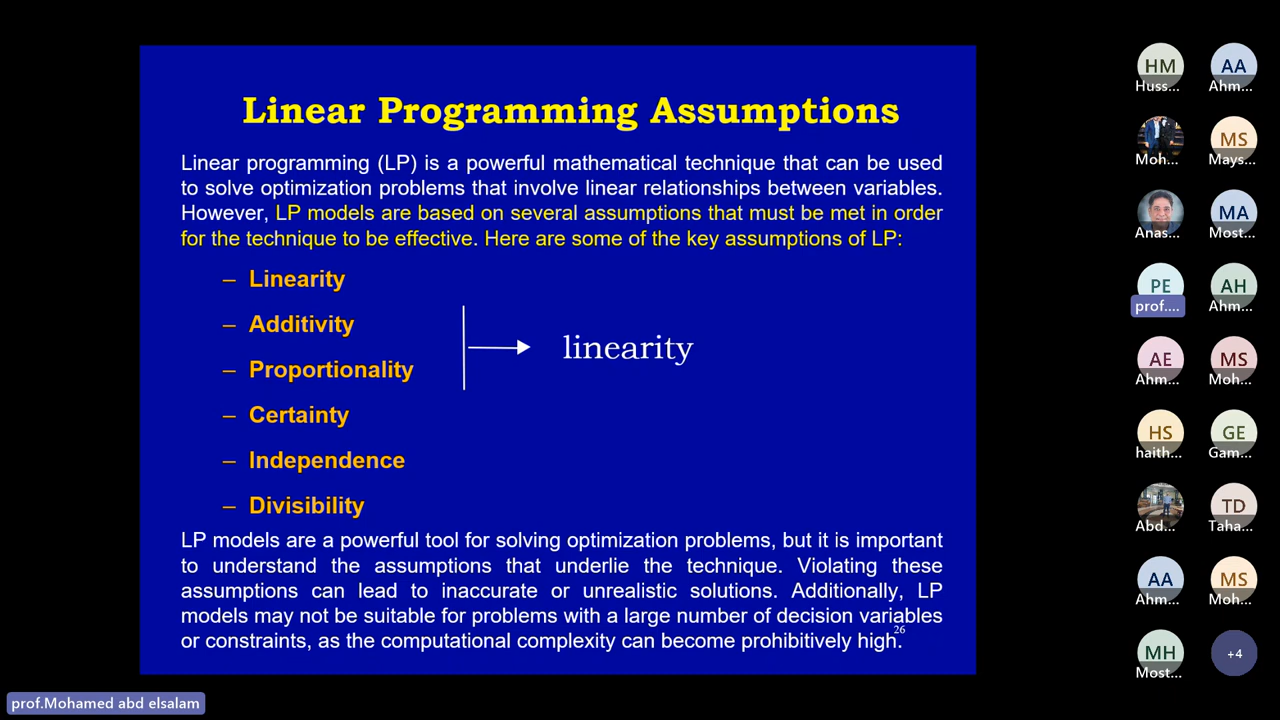 Linear Programming Assumptions
Linear programming (LP) is a powerful mathematical technique that can be used
to solve optimization problems that involve linear relationships between variables.
However, LP models are based on several assumptions that must be met in order
for the technique to be effective. Here are some of the key assumptions of LP:
– Linearity
– Additivity
– Proportionality
linearity
– Certainty
– Independence
– Divisibility
LP models are a powerful tool for solving optimization problems, but it is important
to understand the assumptions that underlie the technique. Violating these
assumptions can lead to inaccurate or unrealistic solutions. Additionally, LP
models may not be suitable for problems with a large number of decision variables
or constraints, as the computational complexity can become prohibitively high.
26
HM
Huss...
AA
Ahm...
Moh...
MS
Mays...
Anas...
MA
Most...
PE
prof....
AH
Ahm...
AE
Ahm...
MS
Moh...
HS
haith...
GE
Gam...
Abd...
TD
Taha...
AA
Ahm...
MS
Moh...
MH
Most...
+4
prof.Mohamed abd elsalam